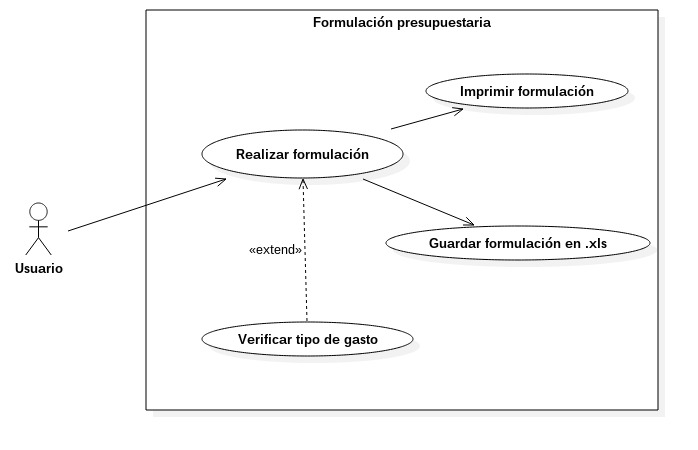 Formulación presupuestaria
Imprimir formulación
Realizar formulación
Usuario
Guardar formulación en .xls
«extend»
Verificar tipo de gasto